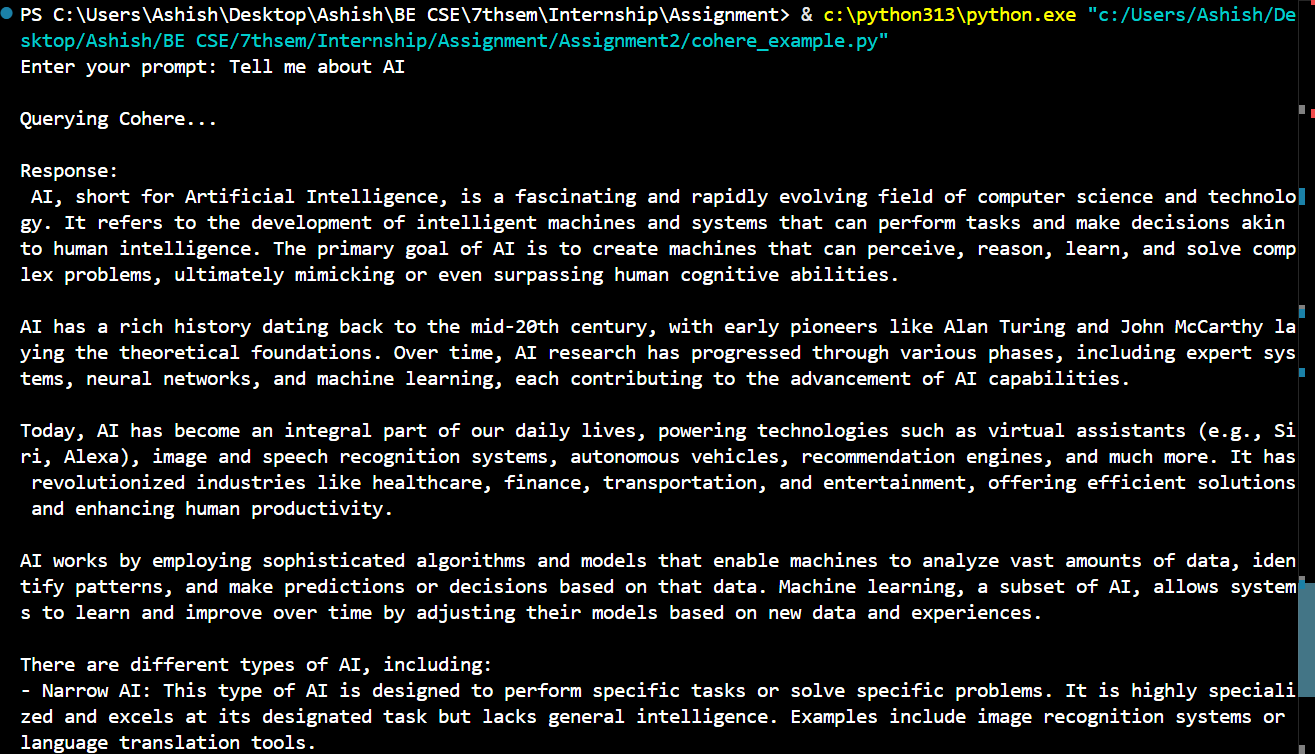 PS C:\Users\Ashish\Desktop\Ashish\BE CSE\7thsem\Internship\Assignment> & c:\python313\python.exe "c:/Users/Ashish/De
sktop/Ashish/BE CSE/7thsem/Internship/Assignment/Assignment2/cohere_example.py"
Enter your prompt: Tell me about AI
Querying Cohere...
Response:
AI, short for Artificial Intelligence, is a fascinating and rapidly evolving field of computer science and technolo
gy. It refers to the development of intelligent machines and systems that can perform tasks and make decisions akin
to human intelligence. The primary goal of AI is to create machines that can perceive, reason, learn, and solve comp
lex problems, ultimately mimicking or even surpassing human cognitive abilities.
AI has a rich history dating back to the mid-20th century, with early pioneers like Alan Turing and John McCarthy la
ying the theoretical foundations. Over time, AI research has progressed through various phases, including expert sys
tems, neural networks, and machine learning, each contributing to the advancement of AI capabilities.
Today, AI has become an integral part of our daily lives, powering technologies such as virtual assistants (e.g., Si
ri, Alexa), image and speech recognition systems, autonomous vehicles, recommendation engines, and much more. It has
revolutionized industries like healthcare, finance, transportation, and entertainment, offering efficient solutions
and enhancing human productivity.
AI works by employing sophisticated algorithms and models that enable machines to analyze vast amounts of data, iden
tify patterns, and make predictions or decisions based on that data. Machine learning, a subset of AI, allows system
s to learn and improve over time by adjusting their models based on new data and experiences.
There are different types of AI, including:
- Narrow AI: This type of AI is designed to perform specific tasks or solve specific problems. It is highly speciali
zed and excels at its designated task but lacks general intelligence. Examples include image recognition systems or
language translation tools.